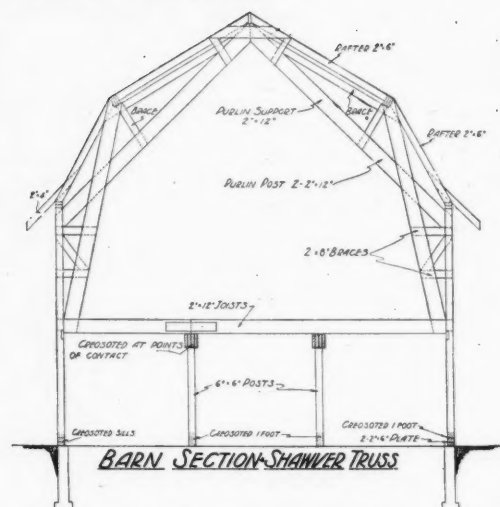 RAFTER 2"×6"
BRACE
PURLIN SUPPORT
2"×12"
BRACE
RAFTER 2"×6"
PURLIN POST 2-2"×12"
2"×4"
2"×8" BRACES
2"×12" JOISTS
CREOSOTED AT POINTS
OF CONTACT
6"×6" POSTS
CREOSOTED SILLS
CREOSOTED 1 FOOT
CREOSOTED 1 FOOT
2-2"×6" PLATE
BARN SECTION-SHAWVER TRUSS